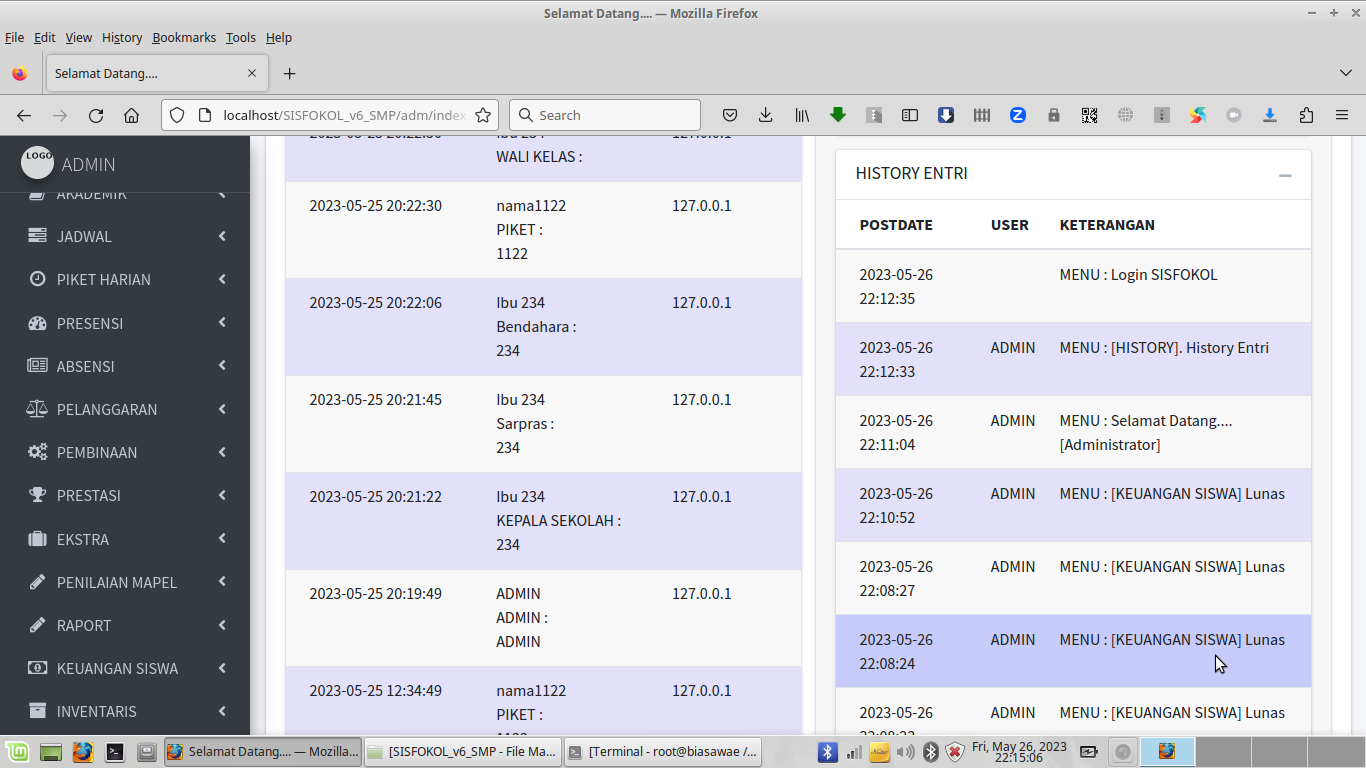 Selamat Datang.... — Mozilla Firefox
File Edit View History Bookmarks Tools Help
Selamat Datang....
localhost/SISFOKOL_v6_SMP/adm/index
Search
LOGO
ADMIN
AKADEMIK
JADWAL
PIKET HARIAN
PRESENSI
ABSENSI
PELANGGARAN
PEMBINAAN
PRESTASI
EKSTRA
PENILAIAN MAPEL
RAPORT
KEUANGAN SISWA
INVENTARIS
WALI KELAS :
2023-05-25 20:22:30 nama1122 127.0.0.1
PIKET :
1122
2023-05-25 20:22:06 Ibu 234 127.0.0.1
Bendahara :
234
2023-05-25 20:21:45 Ibu 234 127.0.0.1
Sarpras :
234
2023-05-25 20:21:22 Ibu 234 127.0.0.1
KEPALA SEKOLAH :
234
2023-05-25 20:19:49 ADMIN 127.0.0.1
ADMIN :
ADMIN
2023-05-25 12:34:49 nama1122 127.0.0.1
PIKET :
HISTORY ENTRI
POSTDATE USER KETERANGAN
2023-05-26 MENU : Login SISFOKOL
22:12:35
2023-05-26 ADMIN MENU : [HISTORY]. History Entri
22:12:33
2023-05-26 ADMIN MENU : Selamat Datang....
22:11:04 [Administrator]
2023-05-26 ADMIN MENU : [KEUANGAN SISWA] Lunas
22:10:52
2023-05-26 ADMIN MENU : [KEUANGAN SISWA] Lunas
22:08:27
2023-05-26 ADMIN MENU : [KEUANGAN SISWA] Lunas
22:08:24
2023-05-26 ADMIN MENU : [KEUANGAN SISWA] Lunas
Selamat Datang.... — Mozilla...
[SISFOKOL_v6_SMP - File Ma...
[Terminal - root@biasawae /...
Fri, May 26, 2023
22:15:06